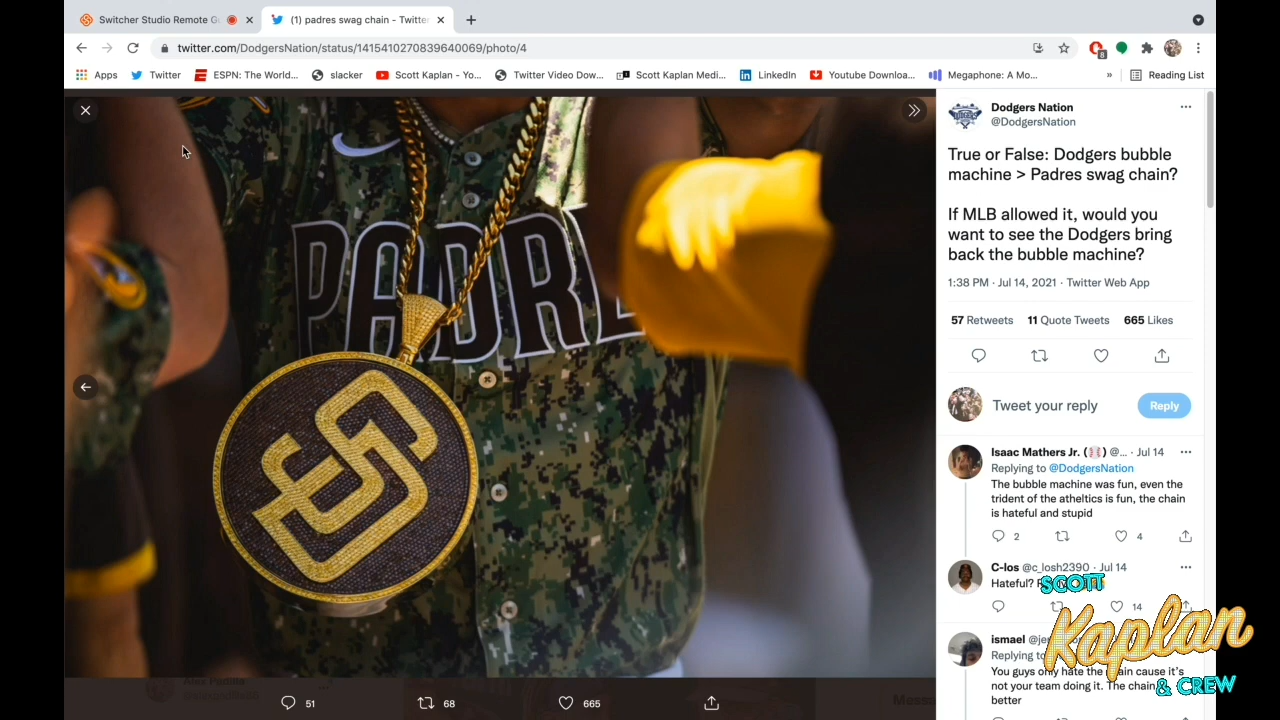 Switcher Studio Remote G
(1) padres swag chain - Twitter
twitter.com/DodgersNation/status/1415410270839640069/photo/4
Apps
Twitter
ESPN: The World...
slacker
Scott Kaplan - Yo...
Twitter Video Dow...
Scott Kaplan Medi...
LinkedIn
Youtube Downloa...
Megaphone: A Mo...
»
Reading List
PADRE
SD
Dodgers Nation
@DodgersNation
True or False: Dodgers bubble
machine > Padres swag chain?
If MLB allowed it, would you
want to see the Dodgers bring
back the bubble machine?
1:38 PM · Jul 14, 2021 · Twitter Web App
57 Retweets 11 Quote Tweets 665 Likes
Tweet your reply
Reply
Isaac Mathers Jr. (⚾) @... · Jul 14
Replying to @DodgersNation
The bubble machine was fun, even the
trident of the atheltics is fun, the chain
is hateful and stupid
2 4
C-los @c_losh2390 · Jul 14
Hateful?
14
ismael
Replying to
You guys only hate the chain cause it's
not your team doing it. The chain
better
51 68 665
SCOTT
Kaplan
& CREW